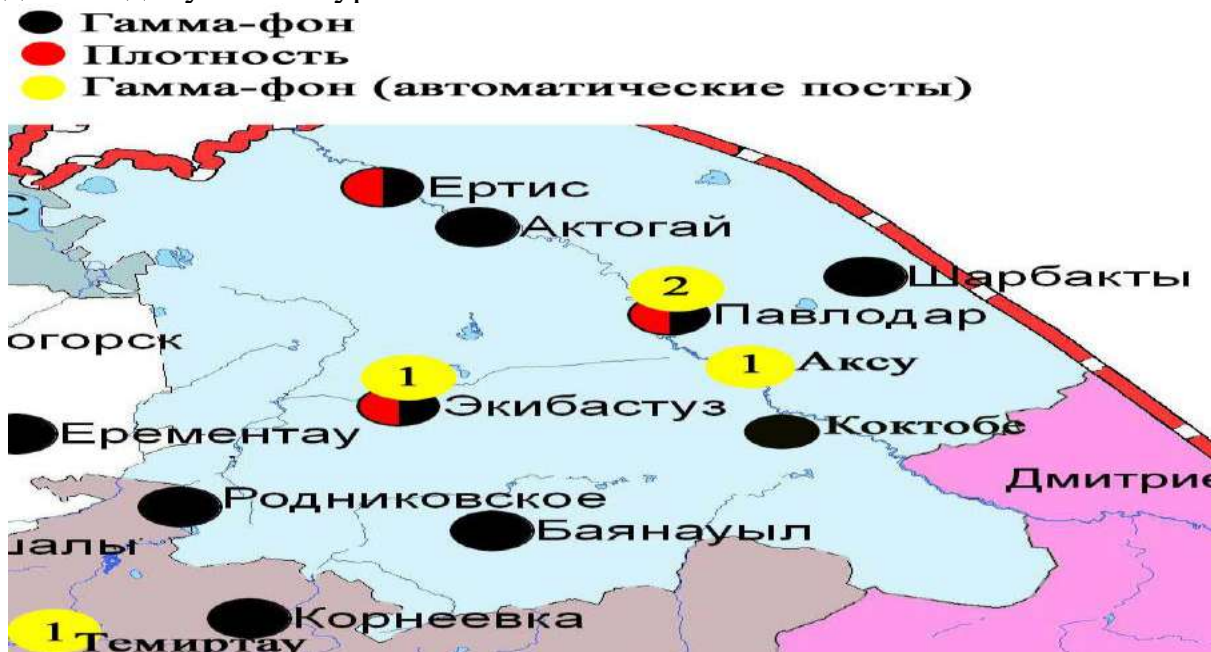 Гамма-фон
Плотность
Гамма-фон (автоматические посты)
Ертис
Актогай
Шарбакты
2
Павлодар
огорск
1
Аксу
1
Экибастуз
Коктобе
Ерементау
Дмитрие
Родниковское
Баянауыл
шалы
Корнеевка
1
Темиртау